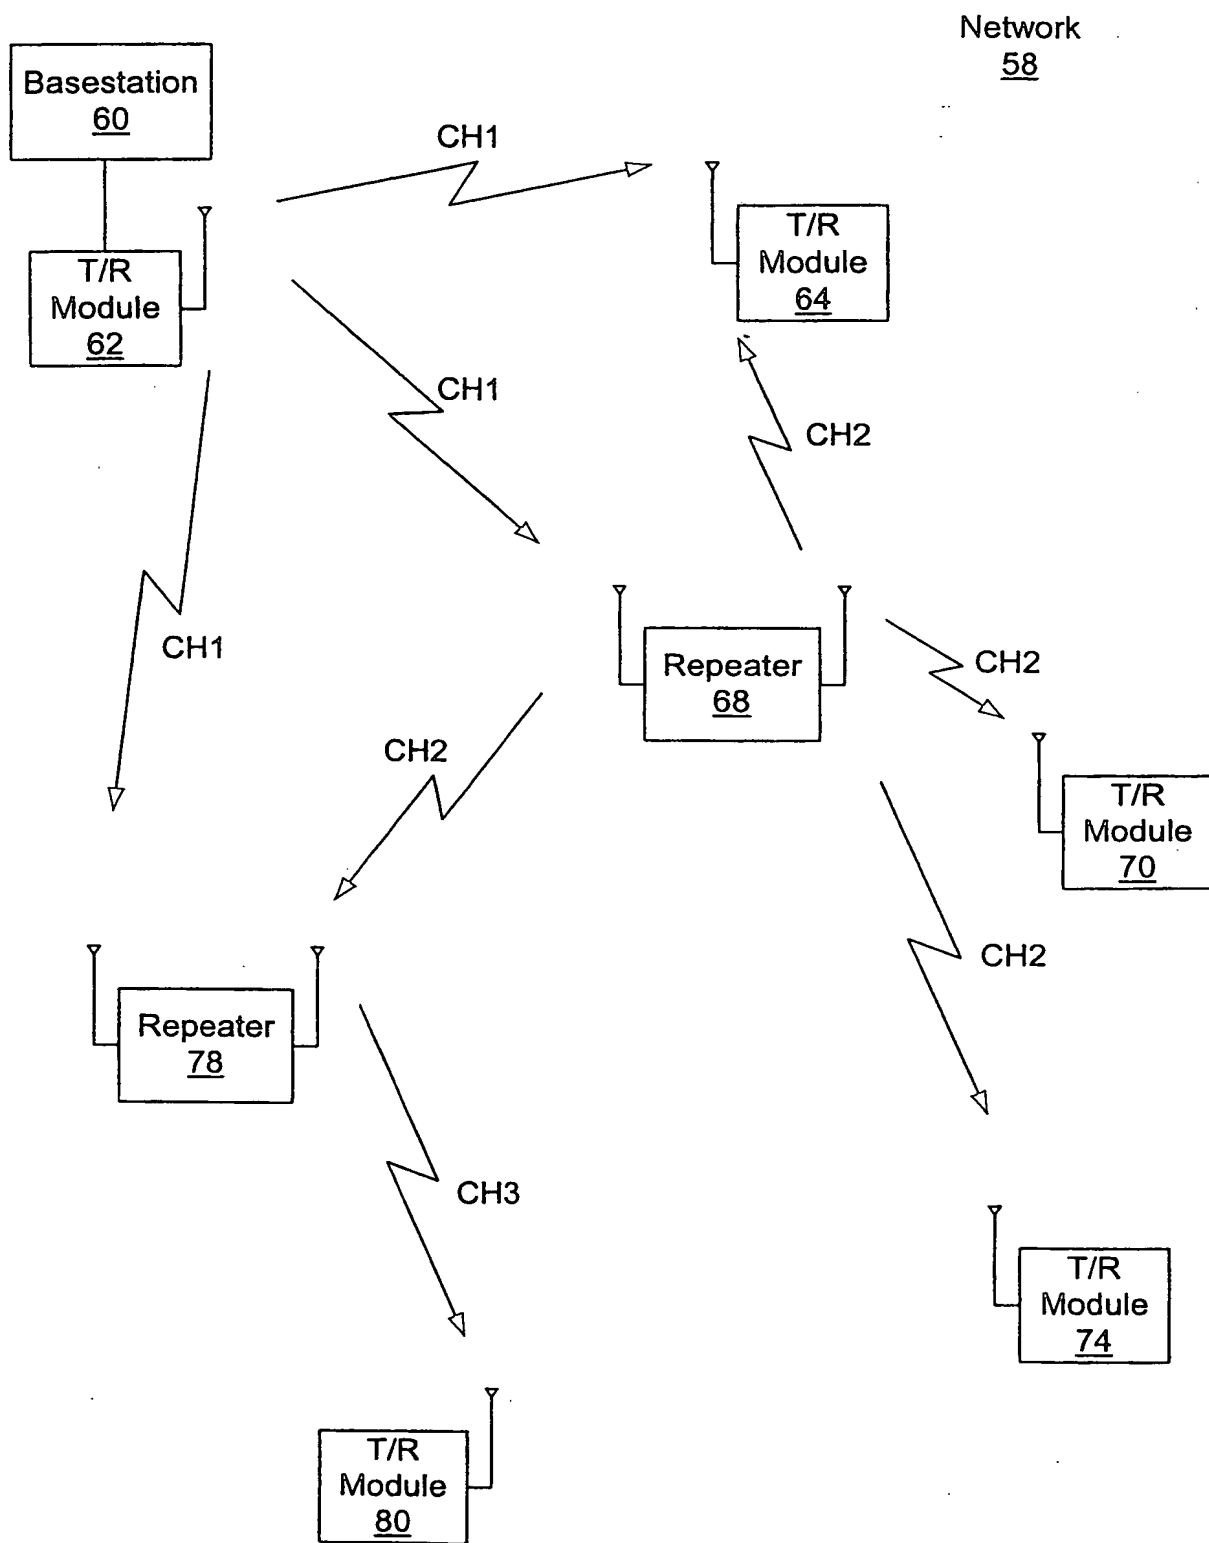 Network
58
Basestation
60
CH1
T/R
Module
62
T/R
Module
64
CH1
CH2
CH1
Repeater
68
CH2
CH2
T/R
Module
70
CH2
Repeater
78
CH3
T/R
Module
74
T/R
Module
80